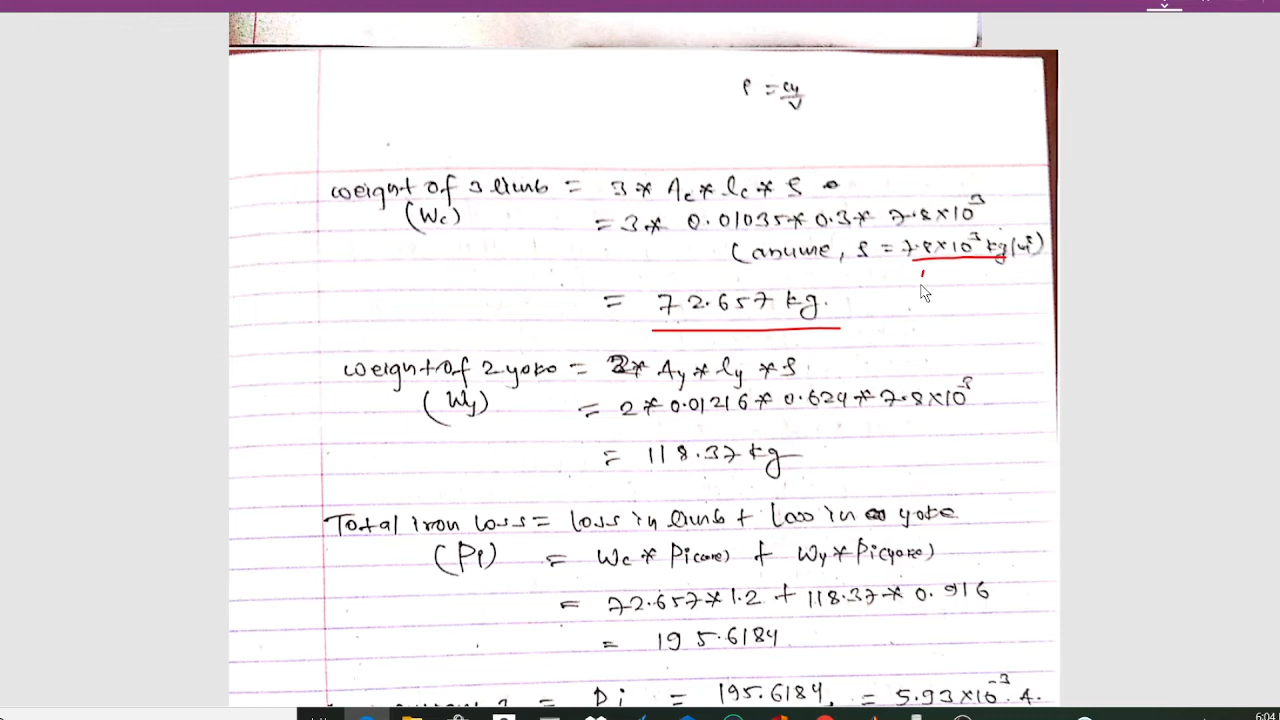 ρ = ω/v
weight of 3 limb = 3 * Ac * lc * ρ
(Wc) = 3 * 0.01035 * 0.3 * 7.8×10³
(assume, ρ = 7.8×10³ kg/m³)
= 72.657 kg.
weight of 2 yoke = 2 * Ay * ly * ρ
(Wy) = 2 * 0.01216 * 0.624 * 7.8×10³
= 118.37 kg
Total iron loss = loss in limb + loss in yoke
(Pi) = Wc * Pi(core) + Wy * Pi(yoke)
= 72.657 * 1.2 + 118.37 * 0.916
= 195.6184
= Pi = 195.6184 = 5.93×10⁻³ A.
6:04